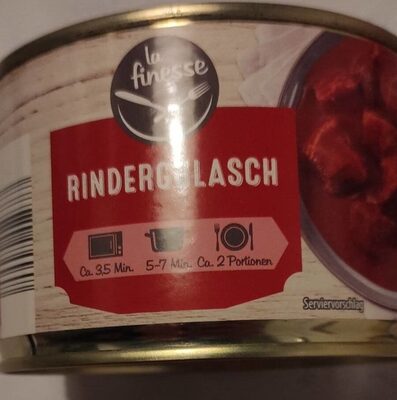 la
finesse
RINDERGULASCH
Ca. 3,5 Min. 5-7 Min. Ca. 2 Portionen
Serviervorschlag